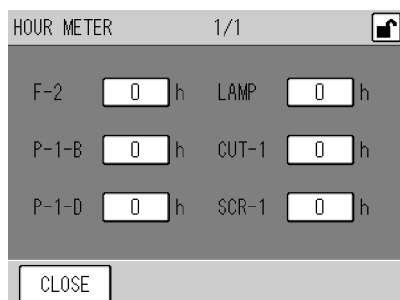 HOUR METER 1/1
F-2 0 h LAMP 0 h
P-1-B 0 h CUT-1 0 h
P-1-D 0 h SCR-1 0 h
CLOSE